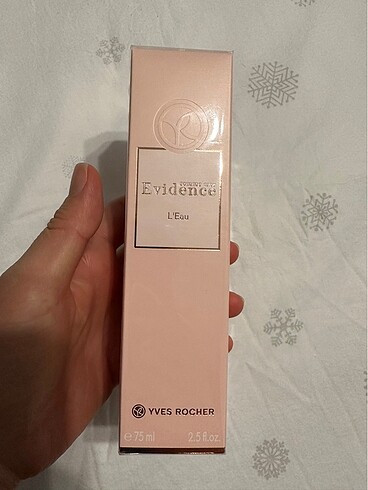 Evidence
L'Eau
YVES ROCHER
e 75 ml 2.5 fl.oz.